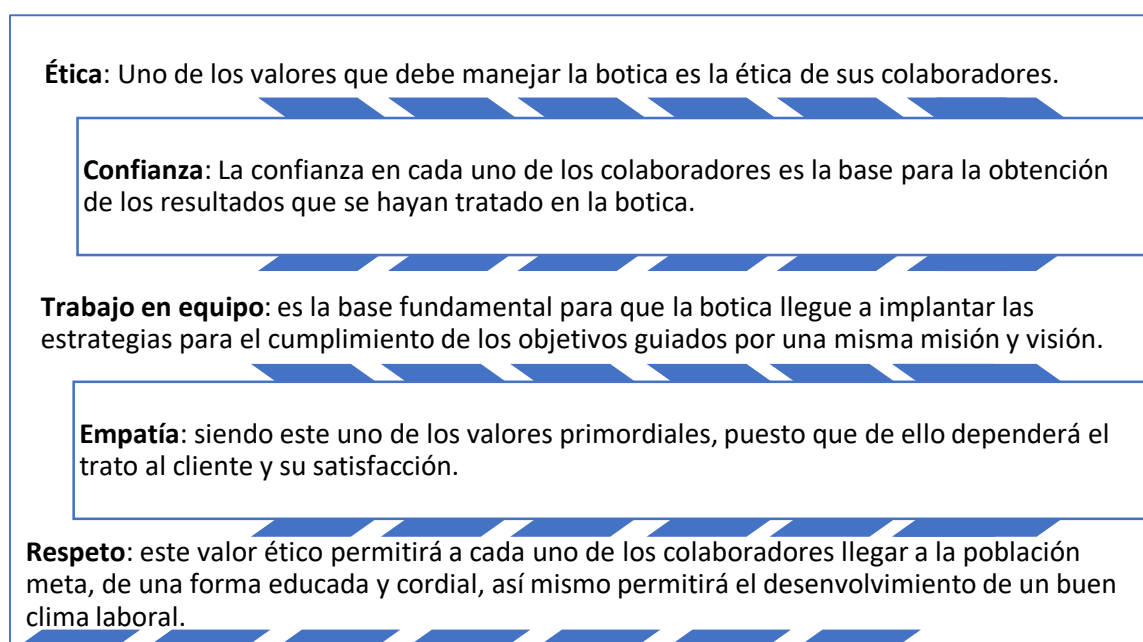 Ética: Uno de los valores que debe manejar la botica es la ética de sus colaboradores.
Confianza: La confianza en cada uno de los colaboradores es la base para la obtención
de los resultados que se hayan tratado en la botica.
Trabajo en equipo: es la base fundamental para que la botica llegue a implantar las
estrategias para el cumplimiento de los objetivos guiados por una misma misión y visión.
Empatía: siendo este uno de los valores primordiales, puesto que de ello dependerá el
trato al cliente y su satisfacción.
Respeto: este valor ético permitirá a cada uno de los colaboradores llegar a la población
meta, de una forma educada y cordial, así mismo permitirá el desenvolvimiento de un buen
clima laboral.